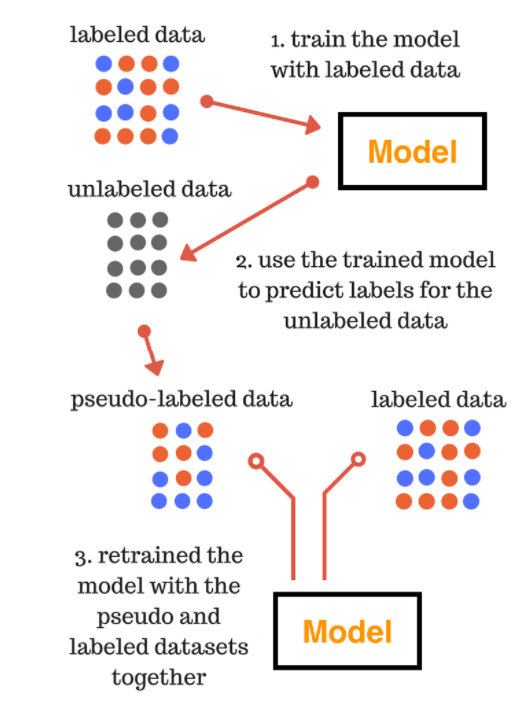 labeled data
1. train the model
with labeled data
Model
unlabeled data
2. use the trained model
to predict labels for the
unlabeled data
pseudo-labeled data
labeled data
3. retrained the
model with the
pseudo and
labeled datasets
together
Model